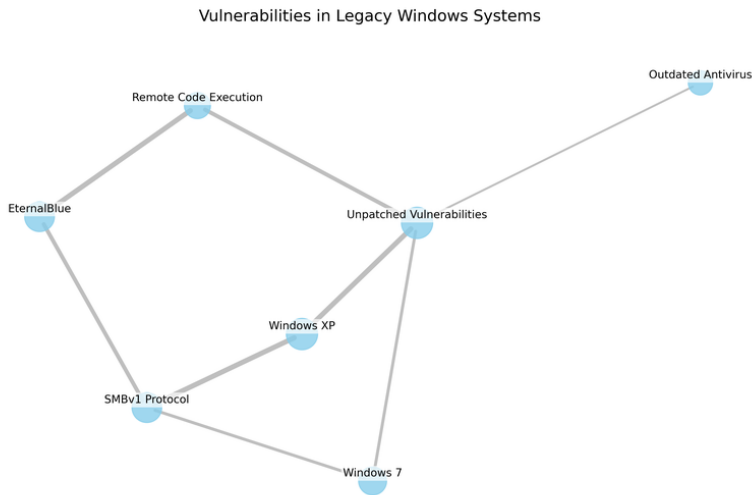 Vulnerabilities in Legacy Windows Systems
Outdated Antivirus
Remote Code Execution
EternalBlue
Unpatched Vulnerabilities
Windows XP
SMBv1 Protocol
Windows 7